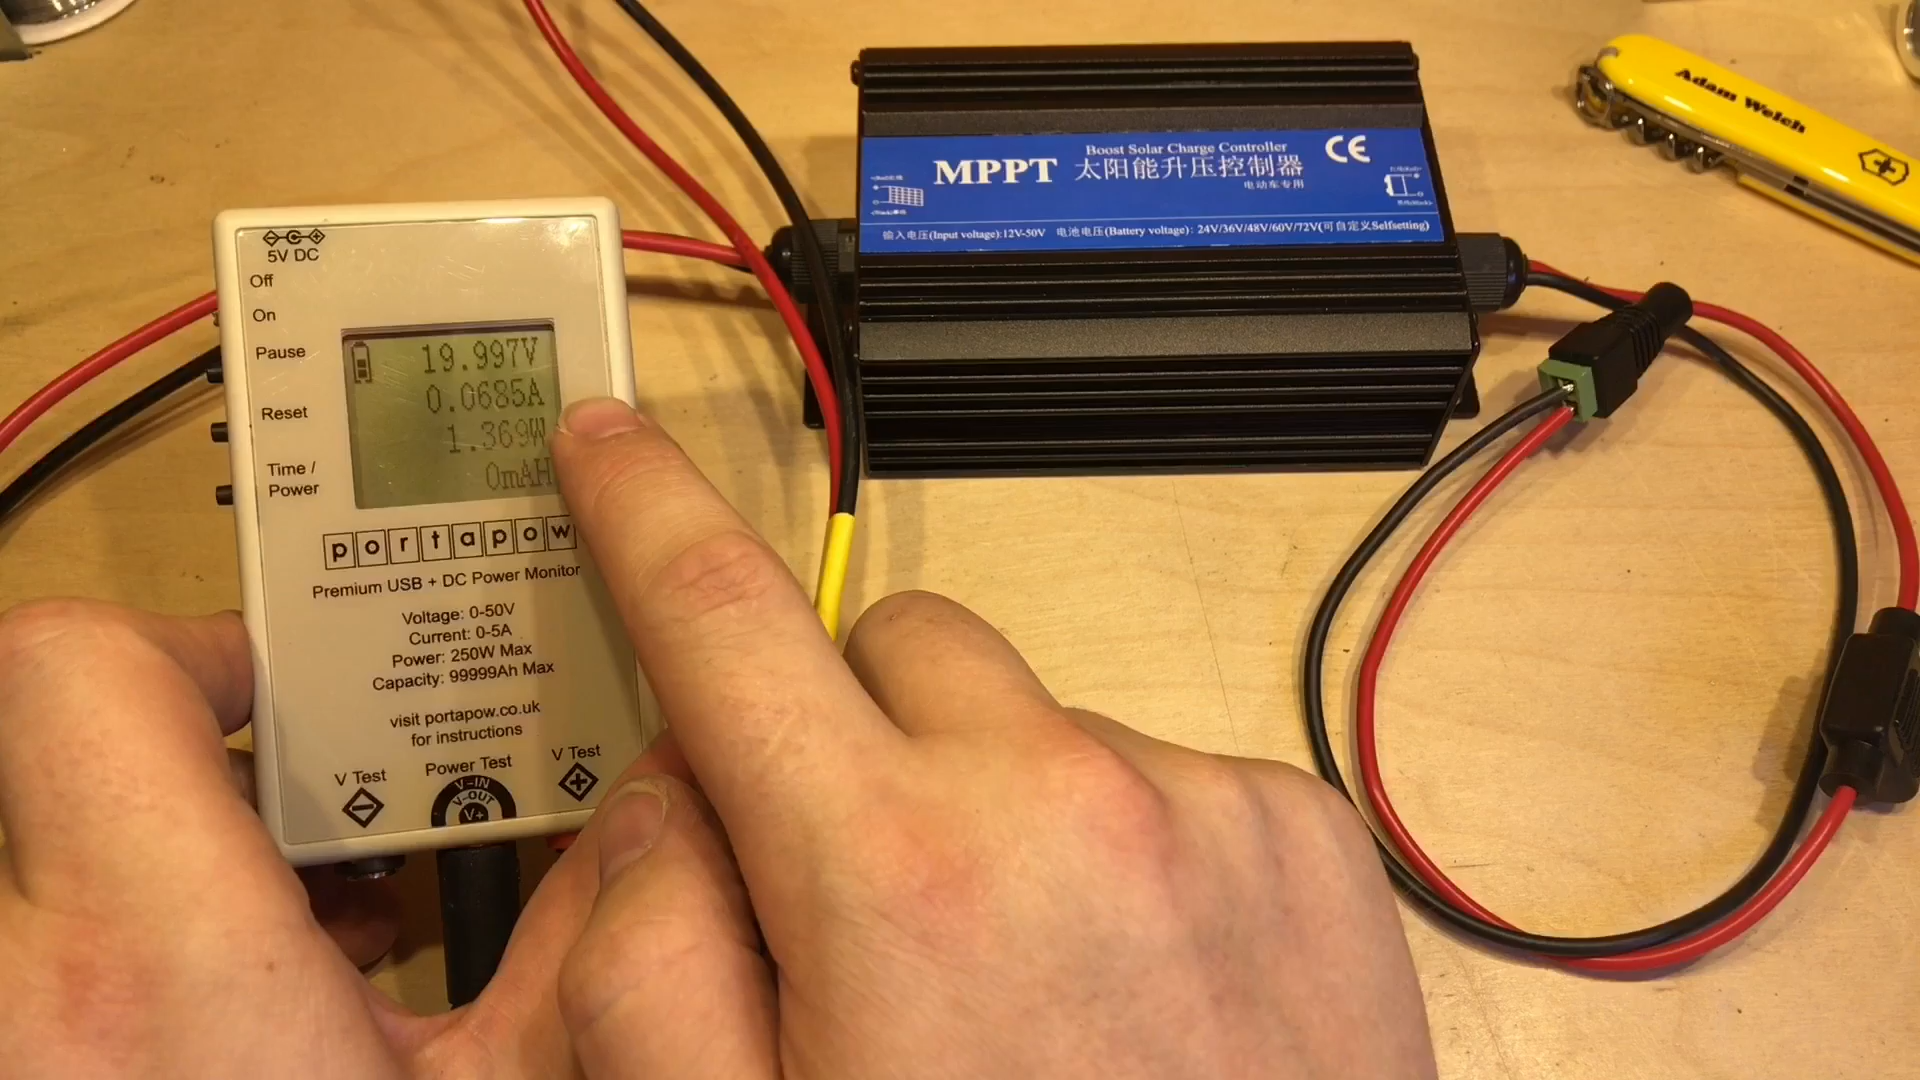 5V DC
Off
On
Pause
Reset
Time /
Power
19.997V
0.0685A
1.369W
0mAH
portapow
Premium USB + DC Power Monitor
Voltage: 0-50V
Current: 0-5A
Power: 250W Max
Capacity: 99999Ah Max
visit portapow.co.uk
for instructions
V Test
Power Test
V Test
V-IN
V-OUT
V+
Boost Solar Charge Controller
MPPT 太阳能升压控制器
CE
电动车专用
输入电压(Input voltage):12V-50V 电池电压(Battery voltage): 24V/36V/48V/60V/72V(可自定义Selfsetting)
Adam Welch